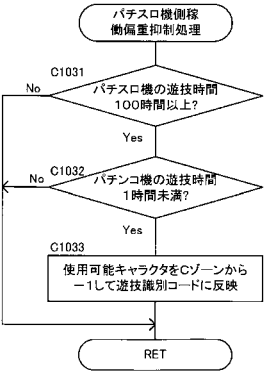 パチスロ機側稼
働偏重抑制処理
C1031
パチスロ機の遊技時間
100時間以上?
No
Yes
C1032
パチンコ機の遊技時間
1時間未満?
No
Yes
C1033
使用可能キャラクタをCゾーンから
－1して遊技識別コードに反映
RET